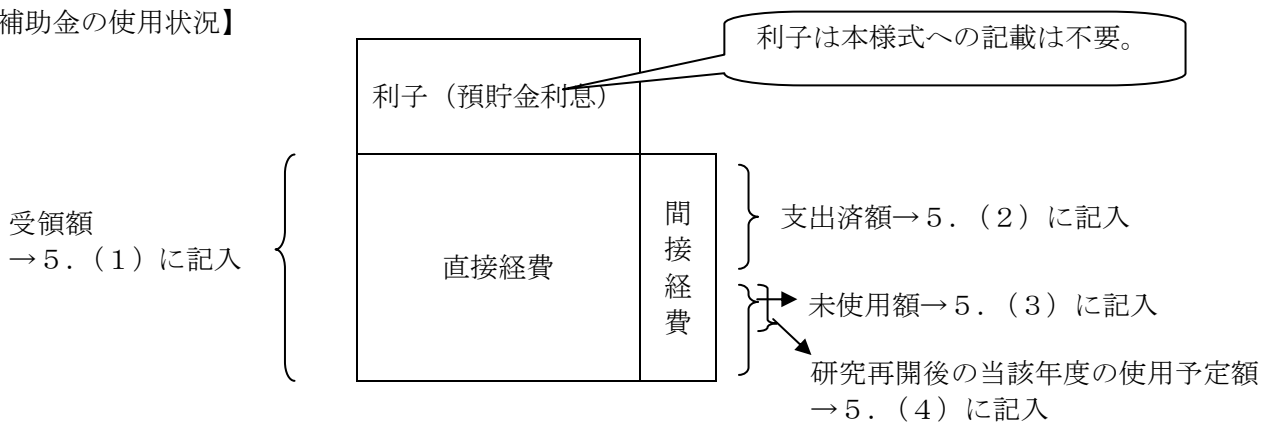 補助金の使用状況】
利子は本様式への記載は不要。
利子（預貯金利息）
受領額
→５．（１）に記入
直接経費
間接経費
支出済額→５．（２）に記入
未使用額→５．（３）に記入
研究再開後の当該年度の使用予定額
→５．（４）に記入